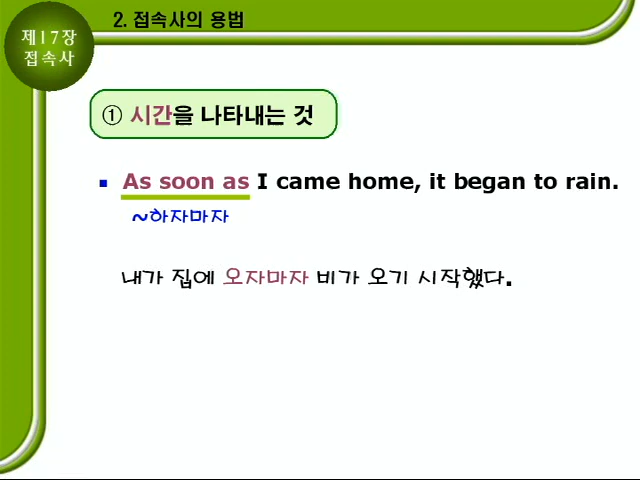 2. 접속사의 용법
제17장
접속사
① 시간을 나타내는 것
▪ As soon as I came home, it began to rain.
~하자마자
내가 집에 오자마자 비가 오기 시작했다.